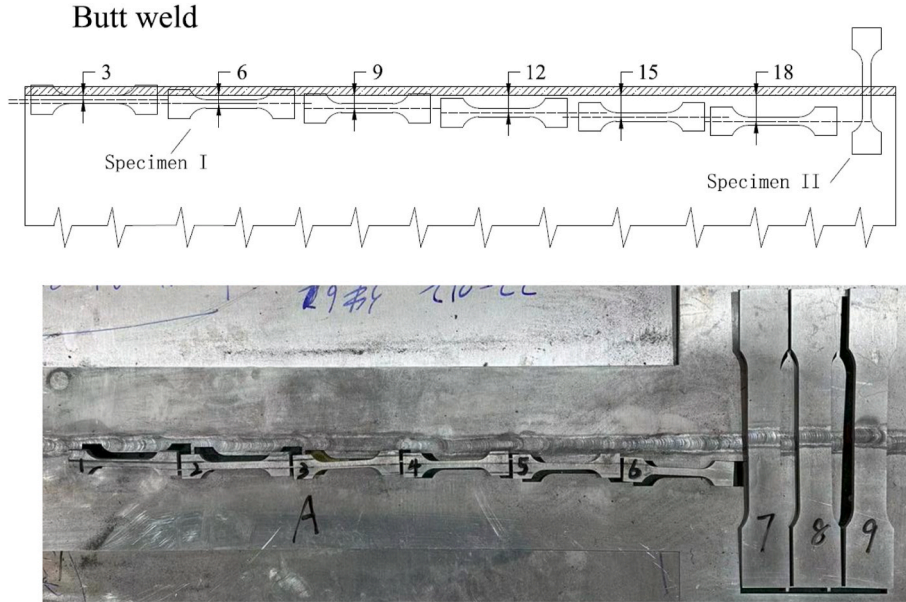 Butt weld
3 6 9 12 15 18
Specimen I
Specimen II
1 2 3 4 5 6
7 8 9
A